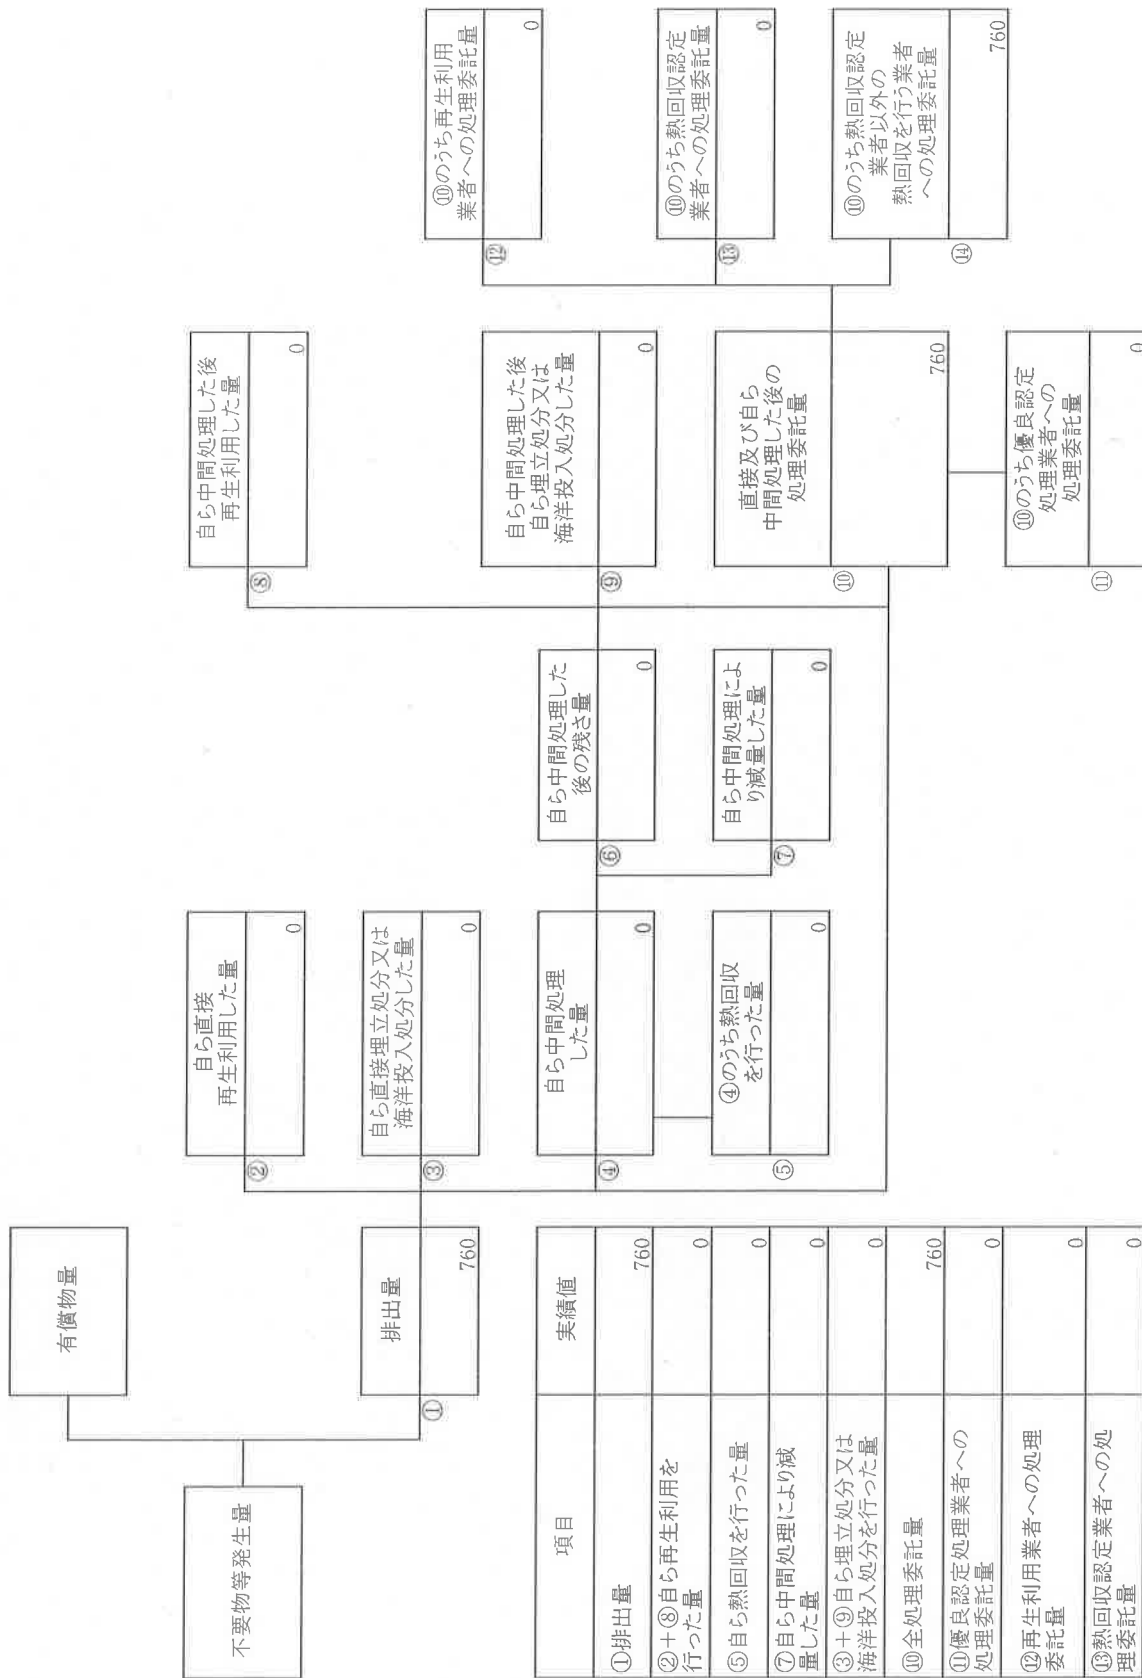 有償物量
不要物等発生量
排出量
①
760
自ら直接
再生利用した量
②
0
自ら直接埋立処分又は
海洋投入処分した量
③
0
自ら中間処理
した量
④
0
④のうち熱回収
を行った量
⑤
0
自ら中間処理した
後の残さ量
⑥
0
自ら中間処理によ
り減量した量
⑦
0
自ら中間処理した後
再生利用した量
⑧
0
自ら中間処理した後
自ら埋立処分又は
海洋投入処分した量
⑨
0
直接及び自ら
中間処理した後の
処理委託量
⑩
760
⑩のうち優良認定
処理業者への
処理委託量
⑪
0
⑩のうち再生利用
業者への処理委託量
⑫
0
⑩のうち熱回収認定
業者への処理委託量
⑬
0
⑩のうち熱回収認定
業者以外の
熱回収を行う業者
への処理委託量
⑭
760
項目
実績値
①排出量
760
②+⑧自ら再生利用を
行った量
0
⑤自ら熱回収を行った量
0
⑦自ら中間処理により減
量した量
0
③+⑨自ら埋立処分又は
海洋投入処分を行った量
0
⑩全処理委託量
760
⑪優良認定処理業者への
処理委託量
0
⑫再生利用業者への処理
委託量
0
⑬熱回収認定業者への処
理委託量
0